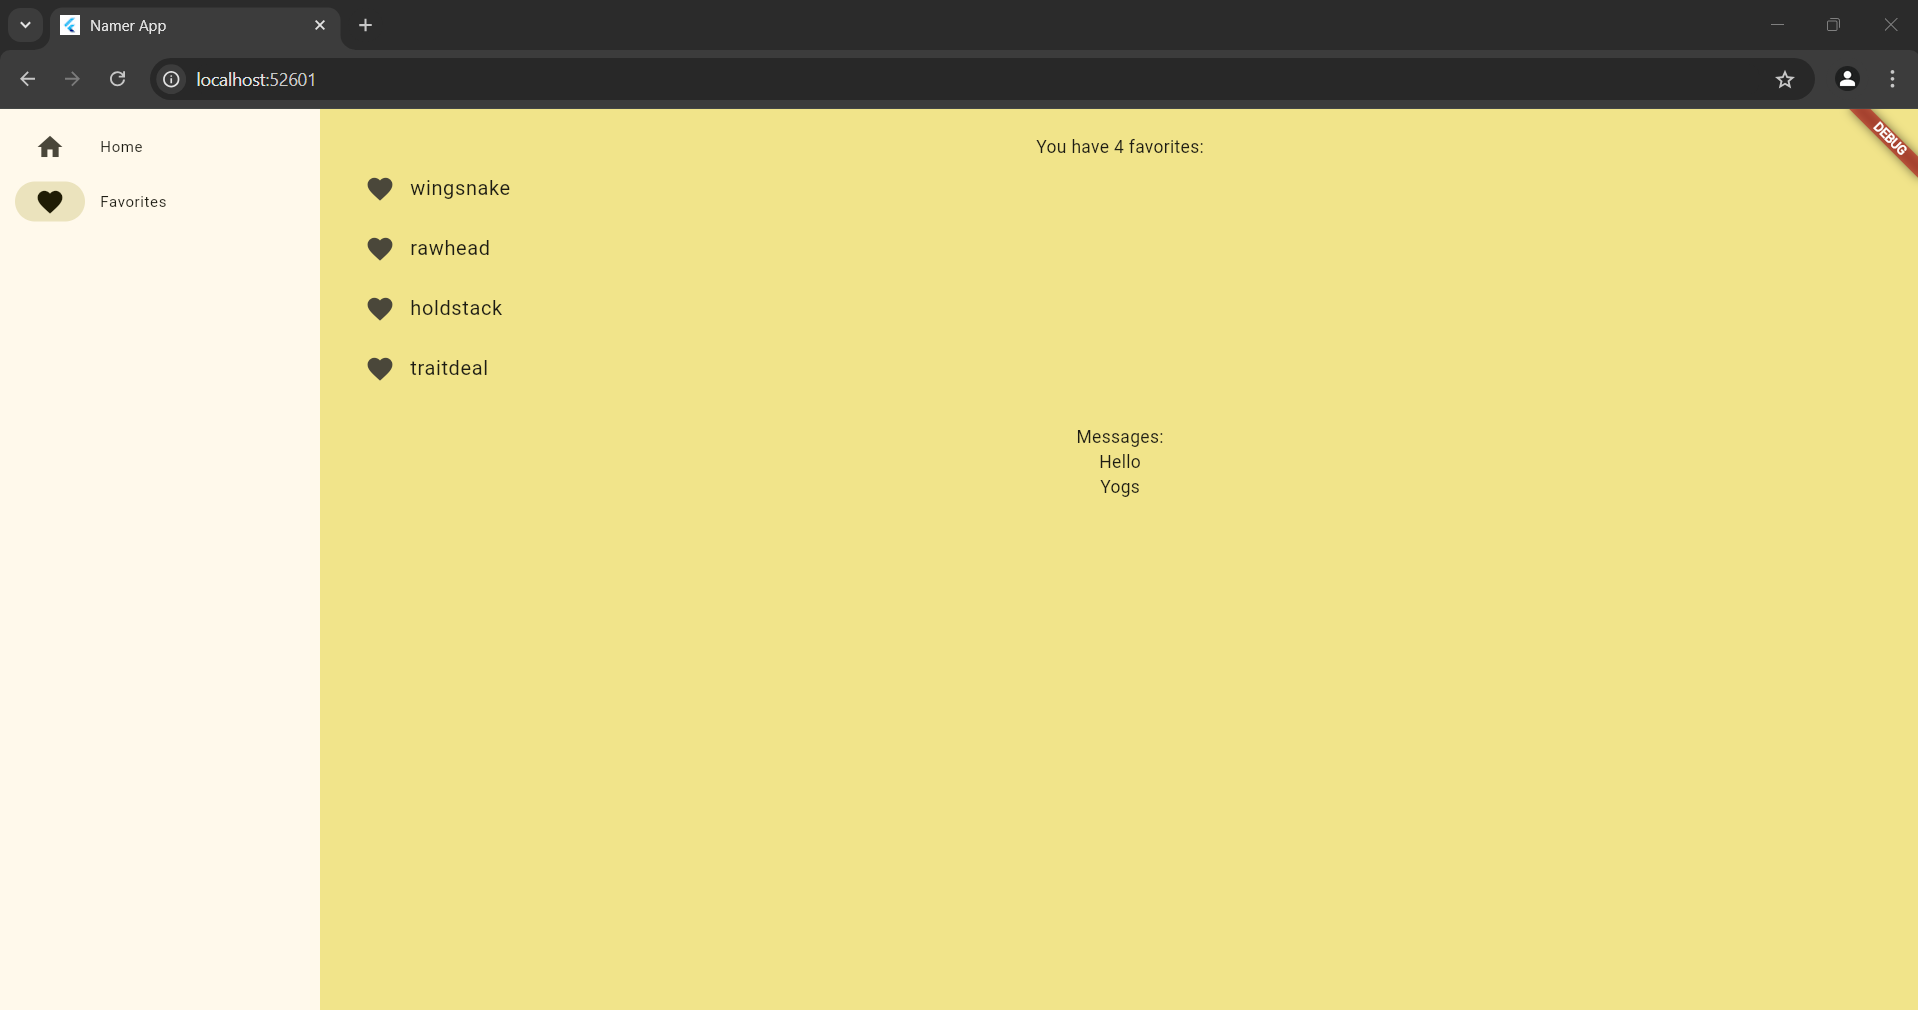 Namer App
localhost:52601
Home
Favorites
DEBUG
You have 4 favorites:
wingsnake
rawhead
holdstack
traitdeal
Messages:
Hello
Yogs